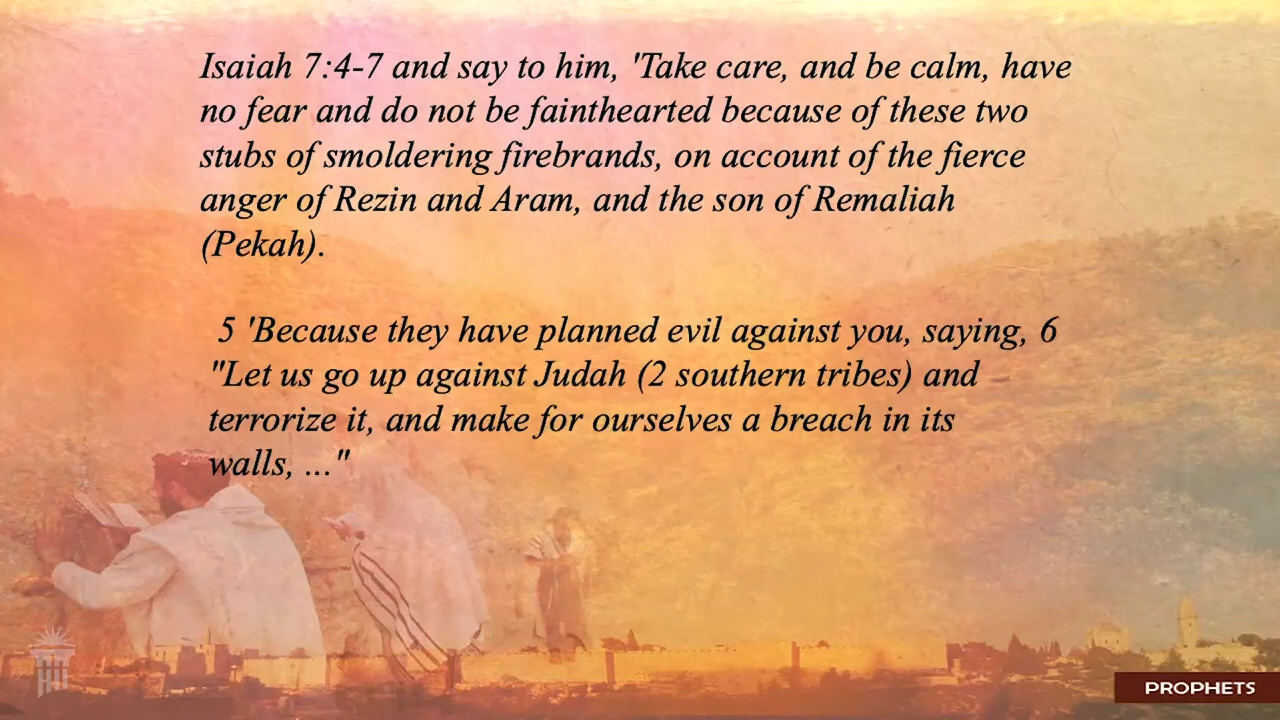 Isaiah 7:4-7 and say to him, 'Take care, and be calm, have
no fear and do not be fainthearted because of these two
stubs of smoldering firebrands, on account of the fierce
anger of Rezin and Aram, and the son of Remaliah
(Pekah).
5 'Because they have planned evil against you, saying, 6
"Let us go up against Judah (2 southern tribes) and
terrorize it, and make for ourselves a breach in its
walls, ..."
PROPHETS